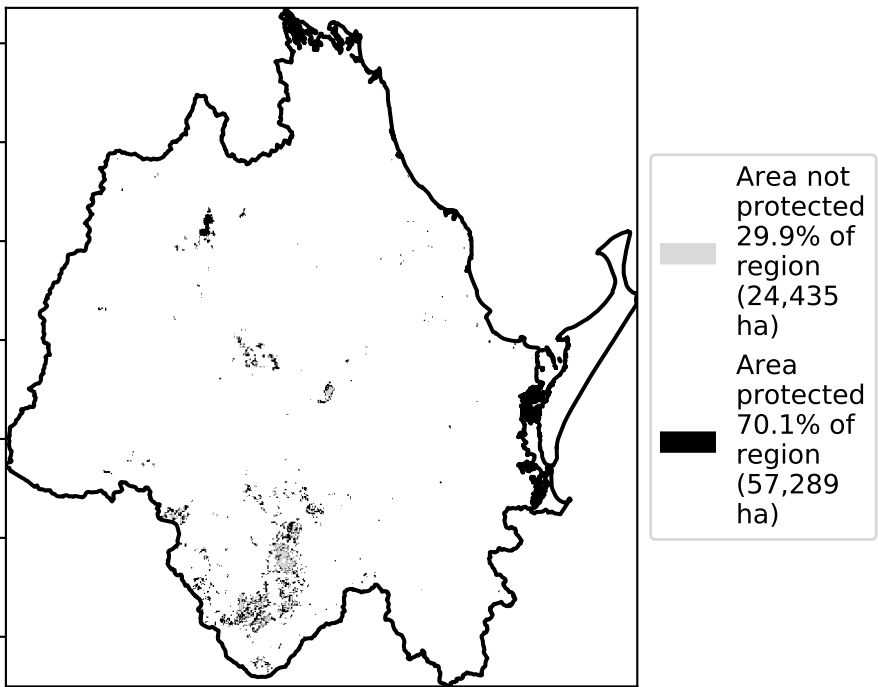 Area not
protected
29.9% of
region
(24,435
ha)
Area
protected
70.1% of
region
(57,289
ha)